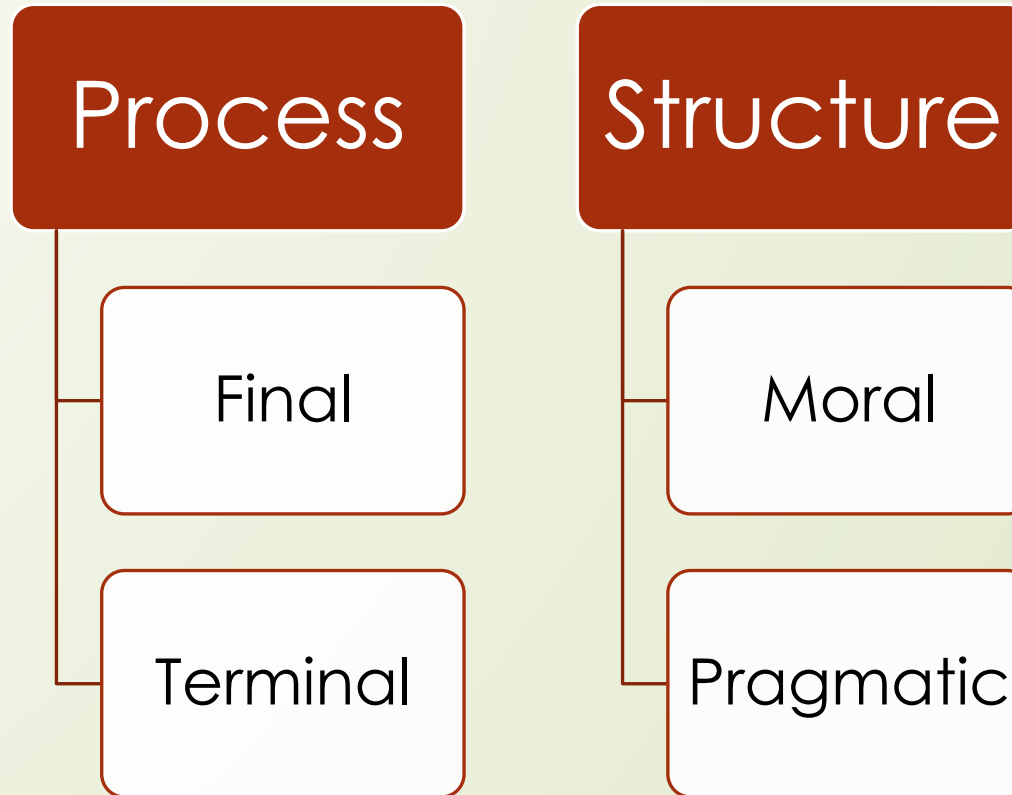 Process
Final
Terminal
Structure
Moral
Pragmatic